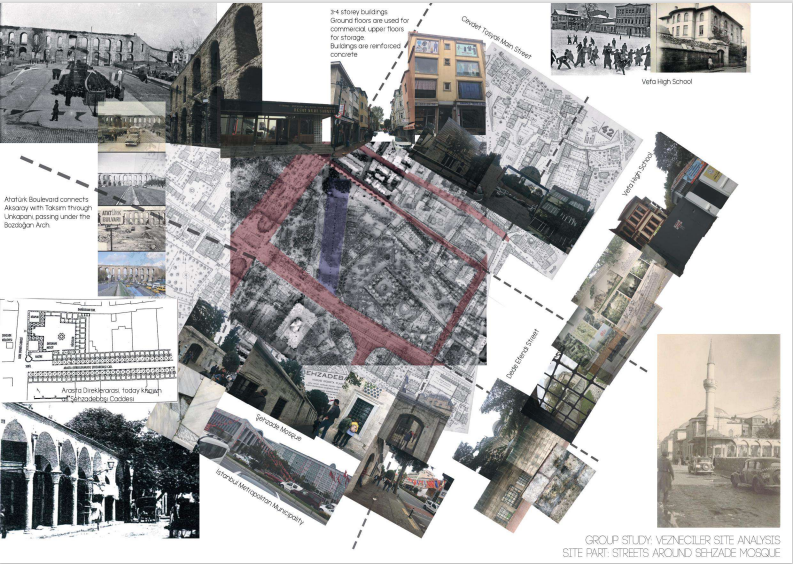 3-4 storey buildings.
Ground floors are used for
commercial, upper floors
for storage.
Buildings are reinforced
concrete
Cevdet Tosyalı Main Street
Vefa High School
Vefa High School
Atatürk Boulevard connects
Aksaray with Taksim through
Unkapanı, passing under the
Bozdoğan Arch.
Arasta Direklerarası, today known
as Şehzadebaşı Caddesi
Şehzade Mosque
İstanbul Metropolitan Municipality
Dede Efendi Street
GROUP STUDY: VEZNECILER SITE ANALYSIS
SITE PART: STREETS AROUND SEHZADE MOSQUE